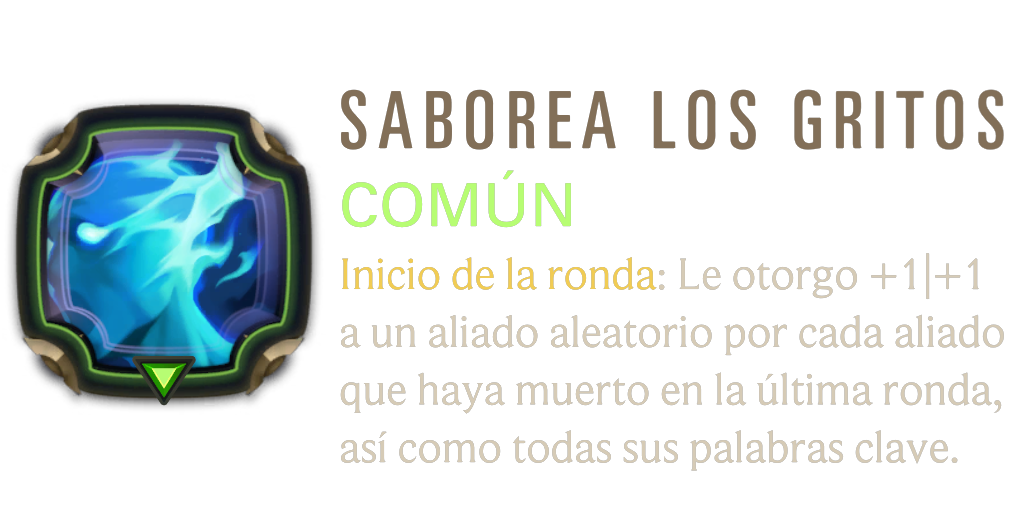 SABOREA LOS GRITOS
COMÚN
Inicio de la ronda: Le otorgo +1|+1
a un aliado aleatorio por cada aliado
que haya muerto en la última ronda,
así como todas sus palabras clave.